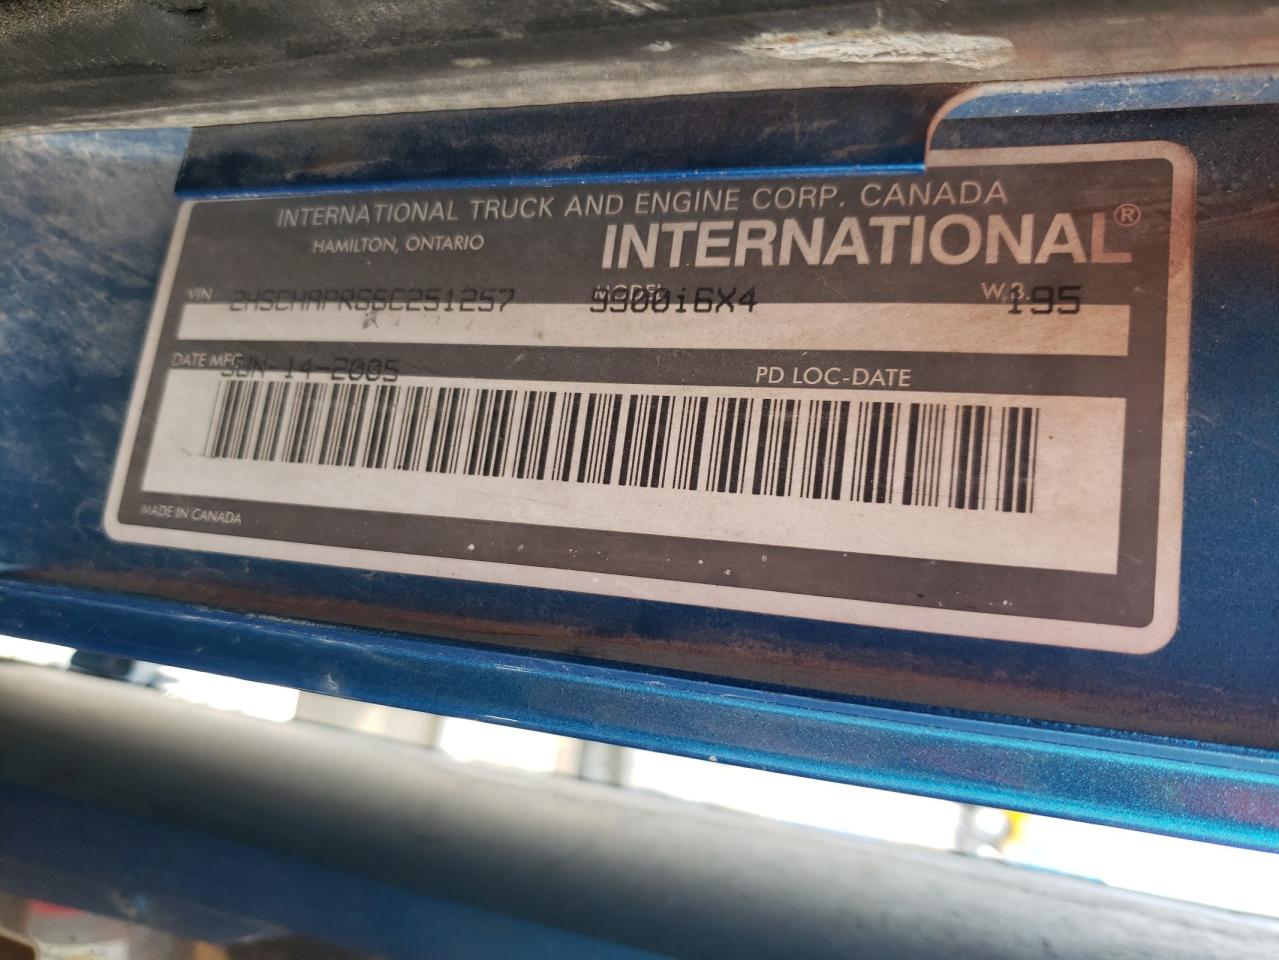 INTERNATIONAL TRUCK AND ENGINE CORP. CANADA
HAMILTON, ONTARIO INTERNATIONAL®
VIN 2HSCHAPR66C251257 MODEL 9900i6X4 W.B. 195
DATE MFG JUN-14-2005 PD LOC-DATE
MADE IN CANADA